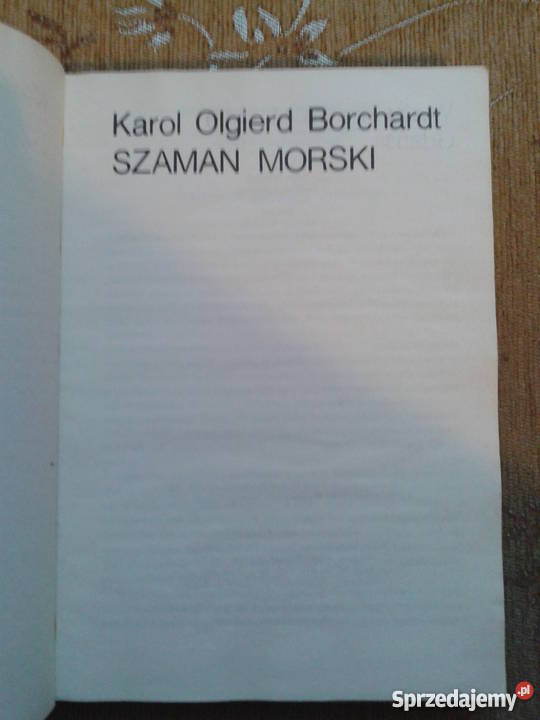 Karol Olgierd Borchardt
SZAMAN MORSKI
Sprzedajemy.pl